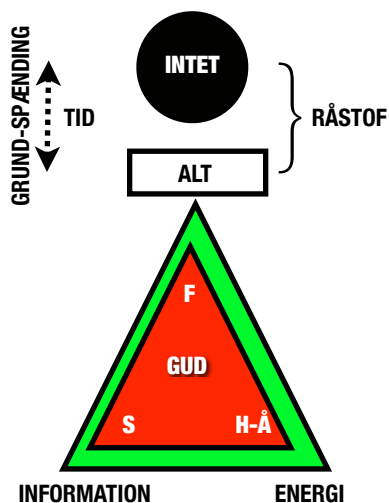 INTET
GRUND-SPÆNDING
TID
RÅSTOF
ALT
F
GUD
S
H-Å
INFORMATION
ENERGI